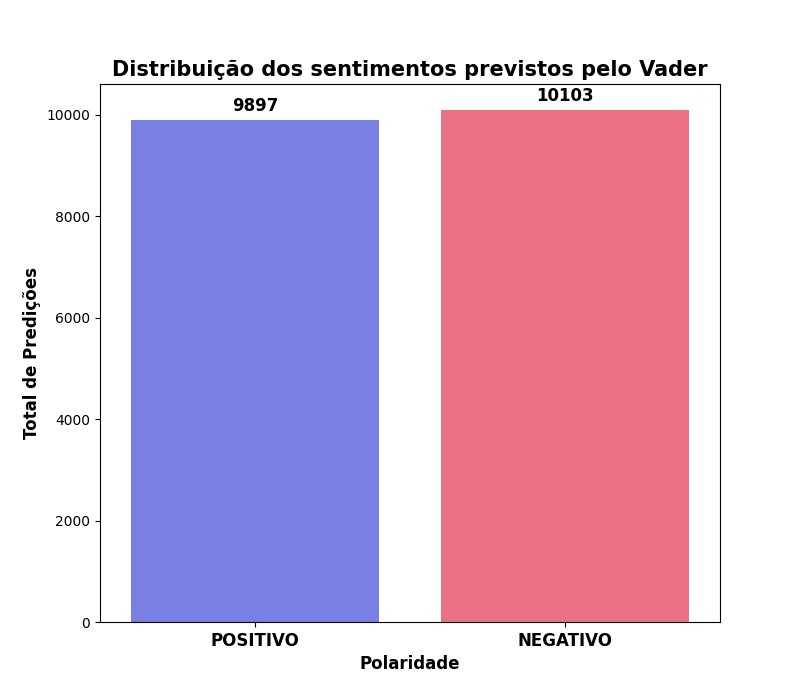 Distribuição dos sentimentos previstos pelo Vader
9897
10103
10000
8000
6000
4000
2000
0
Total de Predições
POSITIVO
NEGATIVO
Polaridade